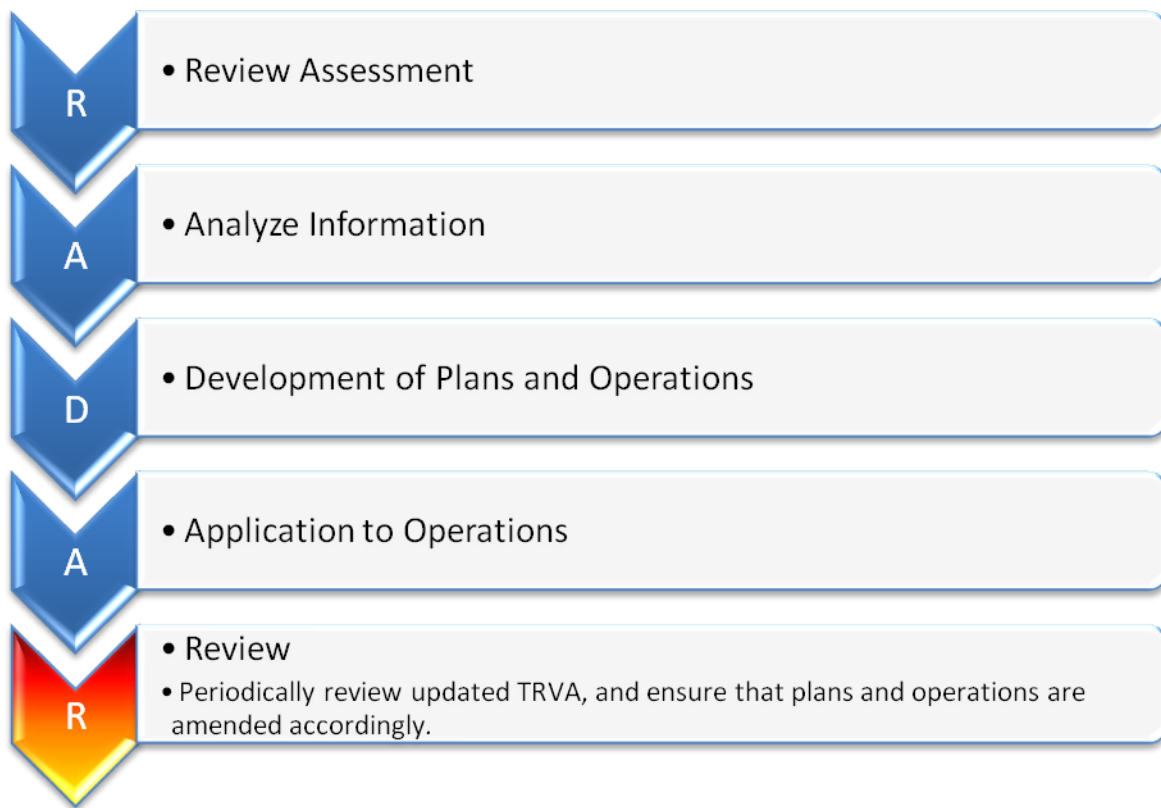 R
• Review Assessment
A
• Analyze Information
D
• Development of Plans and Operations
A
• Application to Operations
R
• Review
• Periodically review updated TRVA, and ensure that plans and operations are
amended accordingly.